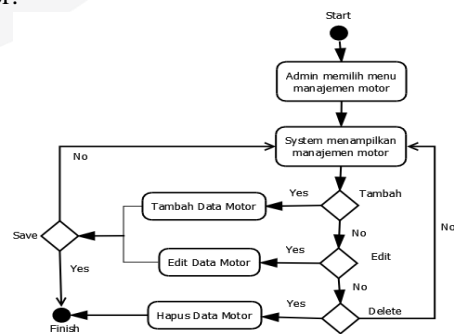 or.
Start
Admin memilih menu
manajemen motor
System menampilkan
manajemen motor
No
Yes
Tambah
Tambah Data Motor
No
No
Save
Yes
Edit
Edit Data Motor
Yes
No
Yes
Delete
Hapus Data Motor
Finish